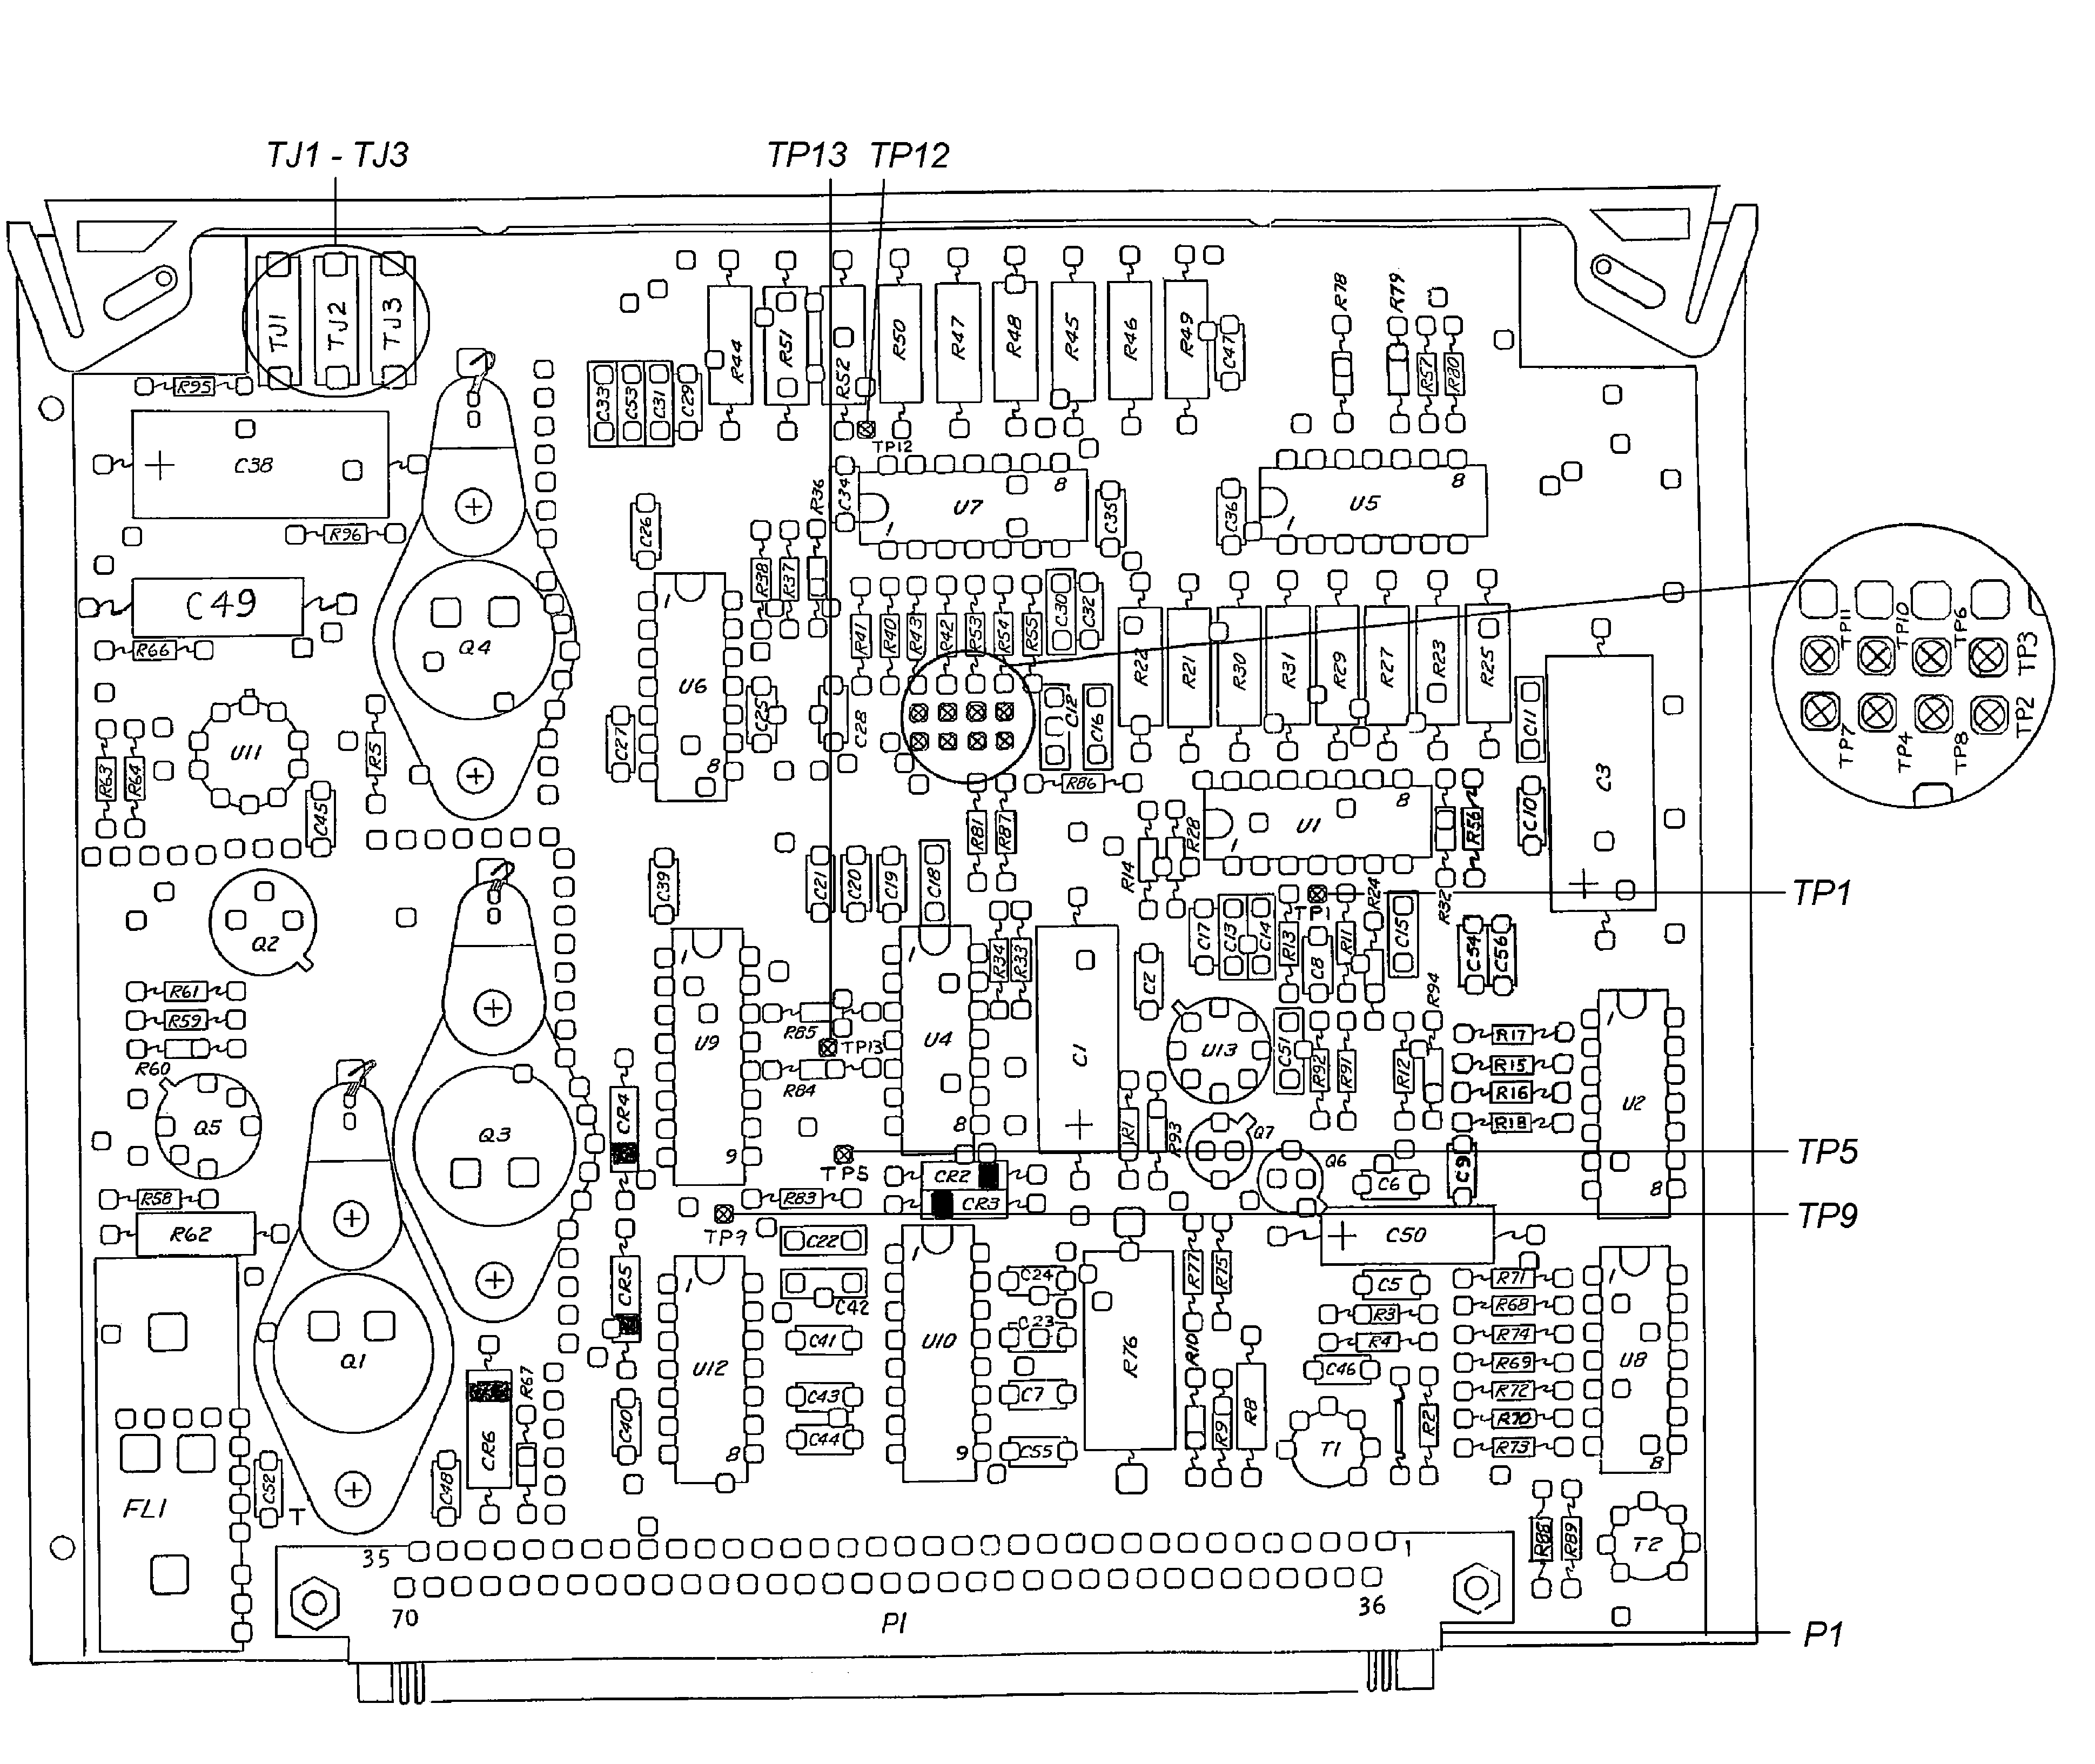 TJ1 - TJ3 TP13 TP12
TJ1 TJ2 TJ3
R44 R51 R52 R50 R47 R48 R45 R46 R49 C47 R78 R79 R57 R80
R95
C33 C53 C31 C29
TP12
+ C38
R96
C26 R38 R37 R36 C34 1 U7 8 C35 C36 1 U5 8
C49
R66
Q4
1 U6 8
R41 R40 R43 R42 R53 R54 R55 C30 C32
R22 R21 R30 R31 R29 R27 R23 R25
TP11 TP10 TP6 TP3
TP7 TP4 TP8 TP2
U11 R5 R63 R64 C45
C27 C25 C28 C12 C16 C11 C3 +
R86
R81 R87 R14 R28 1 U1 8 R32 R56 C10
C39 C21 C20 C19 C18
TP1
TP1
Q2
C17 C13 C14 R13 C8 R11 R24 C15 C54 C56
R34 R33 C2 R94
R61
R59
R60
1 U9 9
R85
TP13
R84
1 U4 8
C1 +
U13 C51 R92 R91 R12
R17
R15
R16
R18
1 U2 8
Q5 Q3 CR4
R1 R93 Q7 Q6 C6 C9
TP5
TP5
CR2
CR3
R58 R83
TP9
TP9
R62
C22
C42
+ C50
CR5 1 U12 8
C41
C43
C44
1 U10 9
C24
C23
C7
C55
R76 R77 R75 R10 R9 R8
C5
R3
R4
C46
T1 R2
R71
R68
R74
R69
R72
R70
R73
1 U8 8
Q1
CR6 R67 C40
FL1 C52 T C48
R88 R89 T2
35 1
70 P1 36
P1